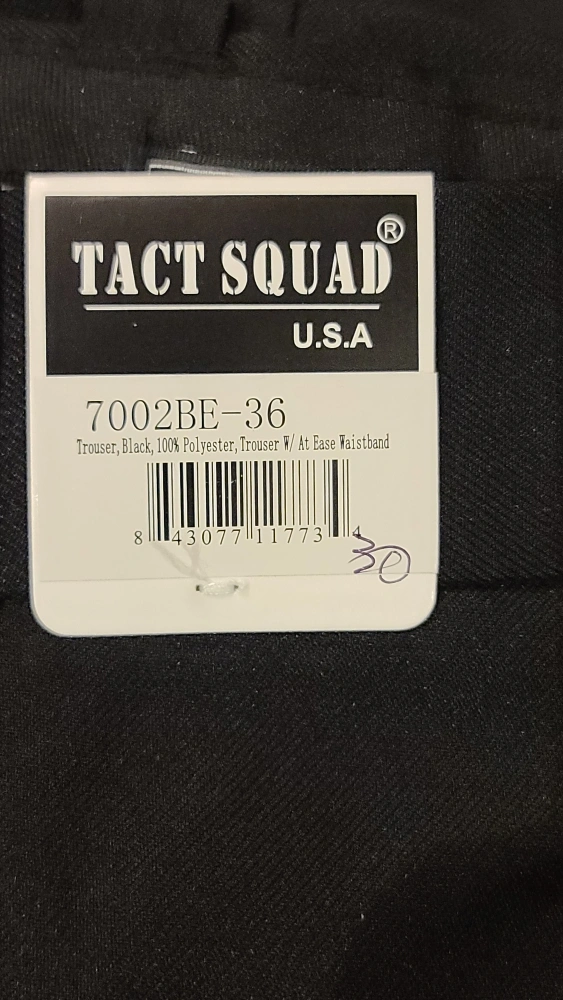 TACT SQUAD®
U.S.A
7002BE-36
Trouser, Black, 100% Polyester, Trouser W/ At Ease Waistband
8 43077 11773 4
30